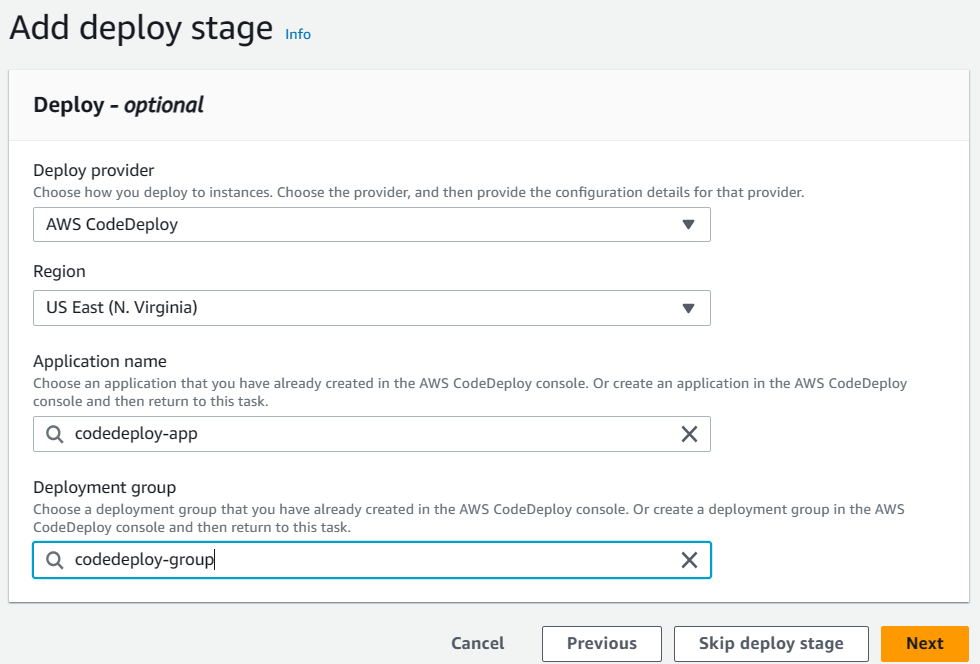 Add deploy stage Info
Deploy - optional
Deploy provider
Choose how you deploy to instances. Choose the provider, and then provide the configuration details for that provider.
AWS CodeDeploy
Region
US East (N. Virginia)
Application name
Choose an application that you have already created in the AWS CodeDeploy console. Or create an application in the AWS CodeDeploy
console and then return to this task.
codedeploy-app
Deployment group
Choose a deployment group that you have already created in the AWS CodeDeploy console. Or create a deployment group in the AWS
CodeDeploy console and then return to this task.
codedeploy-group
Cancel Previous Skip deploy stage Next